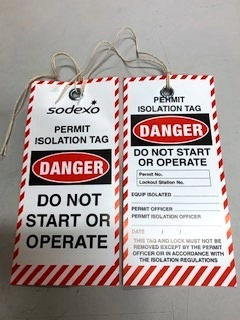 sodexo
PERMIT
ISOLATION TAG
DANGER
DO NOT
START OR
OPERATE
PERMIT
ISOLATION TAG
DANGER
DO NOT START
OR OPERATE
Permit No.
Lockout Station No.
EQUIP ISOLATED
PERMIT OFFICER
PERMIT ISOLATION OFFICER
DATE / /
THIS TAG AND LOCK MUST NOT BE
REMOVED EXCEPT BY THE PERMIT
OFFICER OR IN ACCORDANCE WITH
THE ISOLATION REGULATIONS